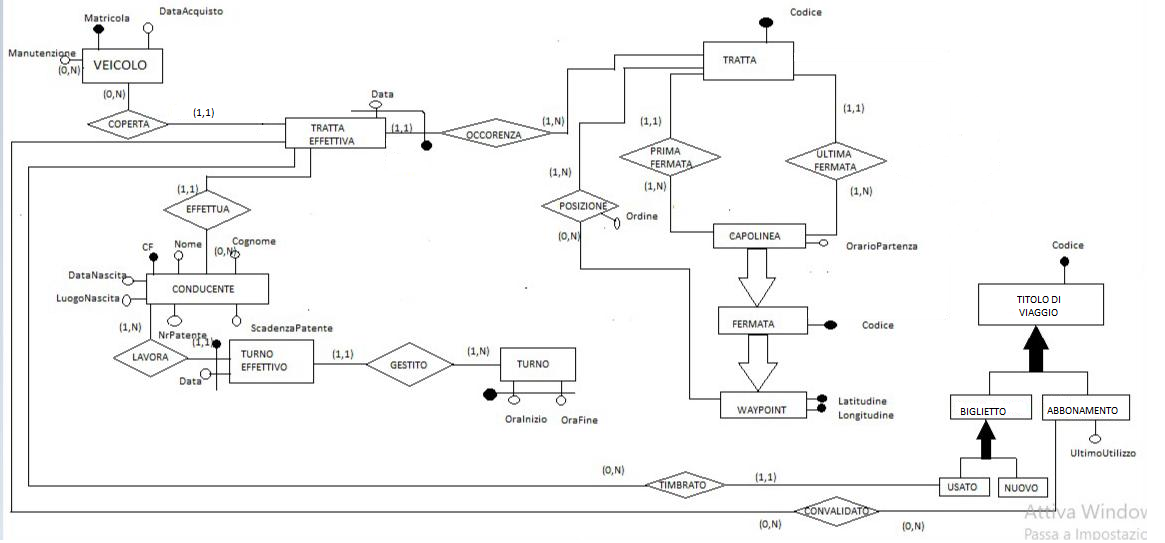 Matricola
DataAcquisto
Manutenzione
(0,N)
VEICOLO
(0,N)
COPERTA
(1,1)
Data
TRATTA
EFFETTIVA
(1,1)
OCCORENZA
(1,N)
Codice
TRATTA
(1,1)
(1,1)
PRIMA
FERMATA
ULTIMA
FERMATA
(1,N)
(1,N)
(1,N)
POSIZIONE
Ordine
(0,N)
CAPOLINEA
OrarioPartenza
(1,1)
EFFETTUA
(0,N)
CF
Nome
Cognome
DataNascita
LuogoNascita
CONDUCENTE
NrPatente
ScadenzaPatente
(1,N)
LAVORA
(1,1)
Data
TURNO
EFFETTIVO
(1,1)
GESTITO
(1,N)
TURNO
OraInizio
OraFine
FERMATA
Codice
WAYPOINT
Latitudine
Longitudine
Codice
TITOLO DI
VIAGGIO
BIGLIETTO
ABBONAMENTO
UltimoUtilizzo
USATO
NUOVO
(0,N)
TIMBRATO
(1,1)
(0,N)
CONVALIDATO
(0,N)
Attiva Window
Passa a Impostazio